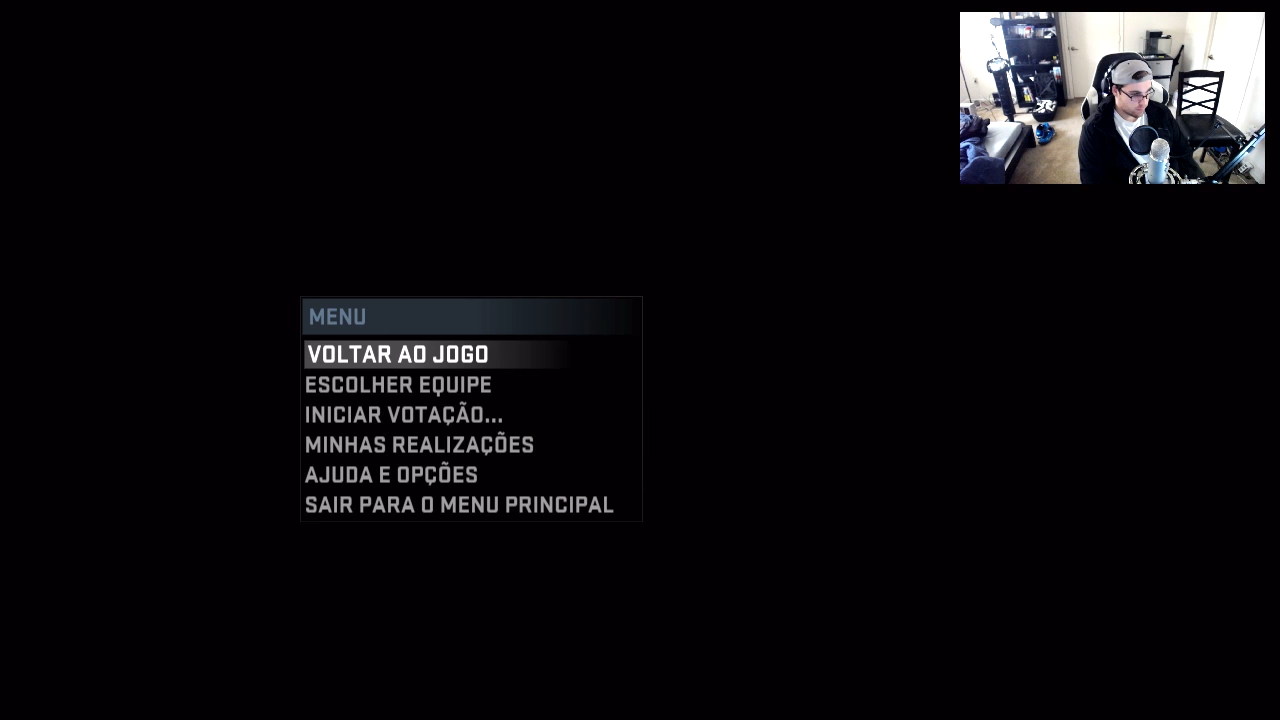 MENU
VOLTAR AO JOGO
ESCOLHER EQUIPE
INICIAR VOTAÇÃO...
MINHAS REALIZAÇÕES
AJUDA E OPÇÕES
SAIR PARA O MENU PRINCIPAL